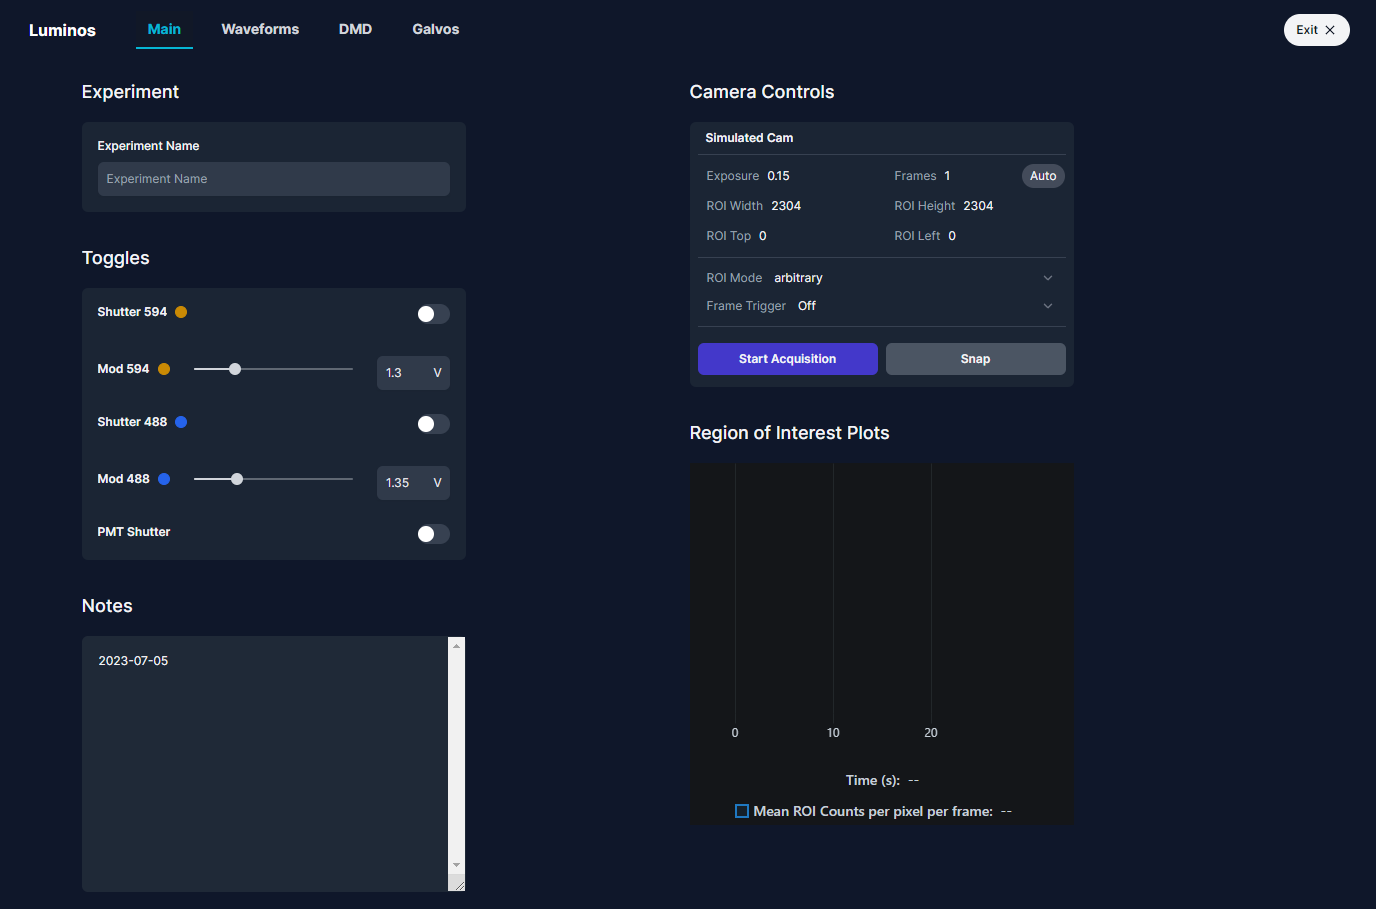 Luminos
Main
Waveforms
DMD
Galvos
Exit
Experiment
Experiment Name
Experiment Name
Toggles
Shutter 594
Mod 594
1.3 V
Shutter 488
Mod 488
1.35 V
PMT Shutter
Notes
2023-07-05
Camera Controls
Simulated Cam
Exposure 0.15
Frames 1
Auto
ROI Width 2304
ROI Height 2304
ROI Top 0
ROI Left 0
ROI Mode arbitrary
Frame Trigger Off
Start Acquisition
Snap
Region of Interest Plots
0 10 20
Time (s): --
Mean ROI Counts per pixel per frame: --